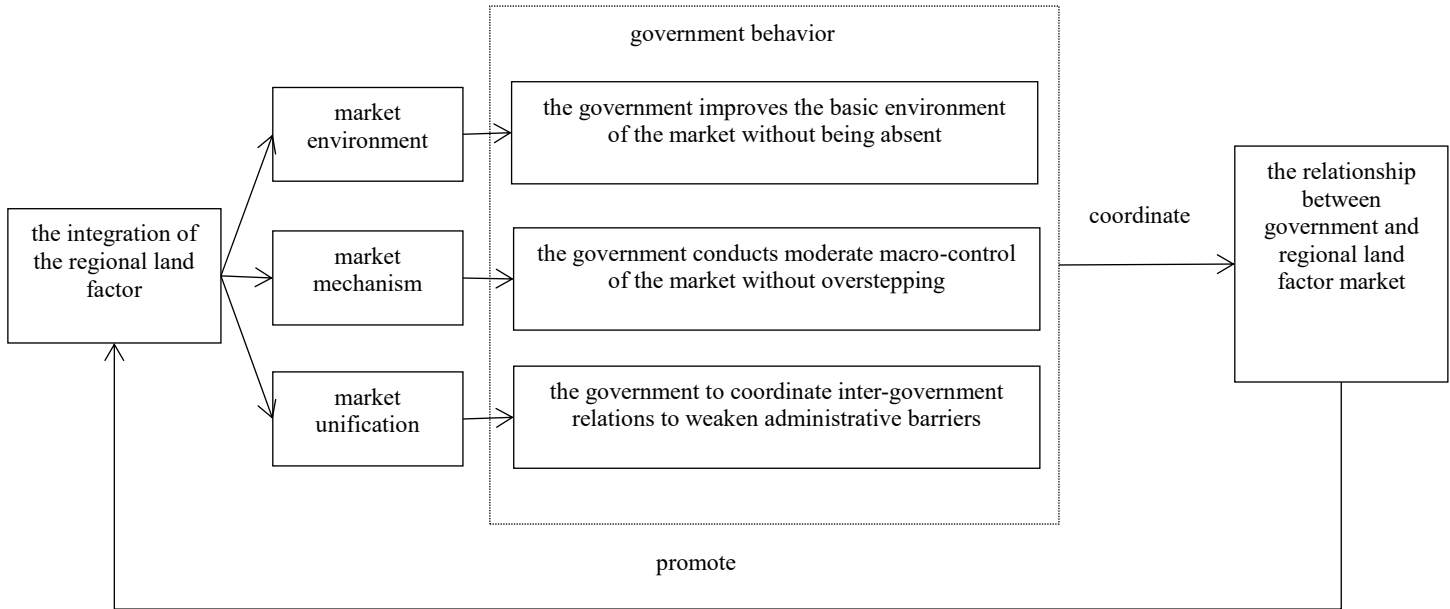 government behavior
market
environment
the government improves the basic environment
of the market without being absent
the integration of
the regional land
factor
market
mechanism
the government conducts moderate macro-control
of the market without overstepping
market
unification
the government to coordinate inter-government
relations to weaken administrative barriers
coordinate
the relationship
between
government and
regional land
factor market
promote